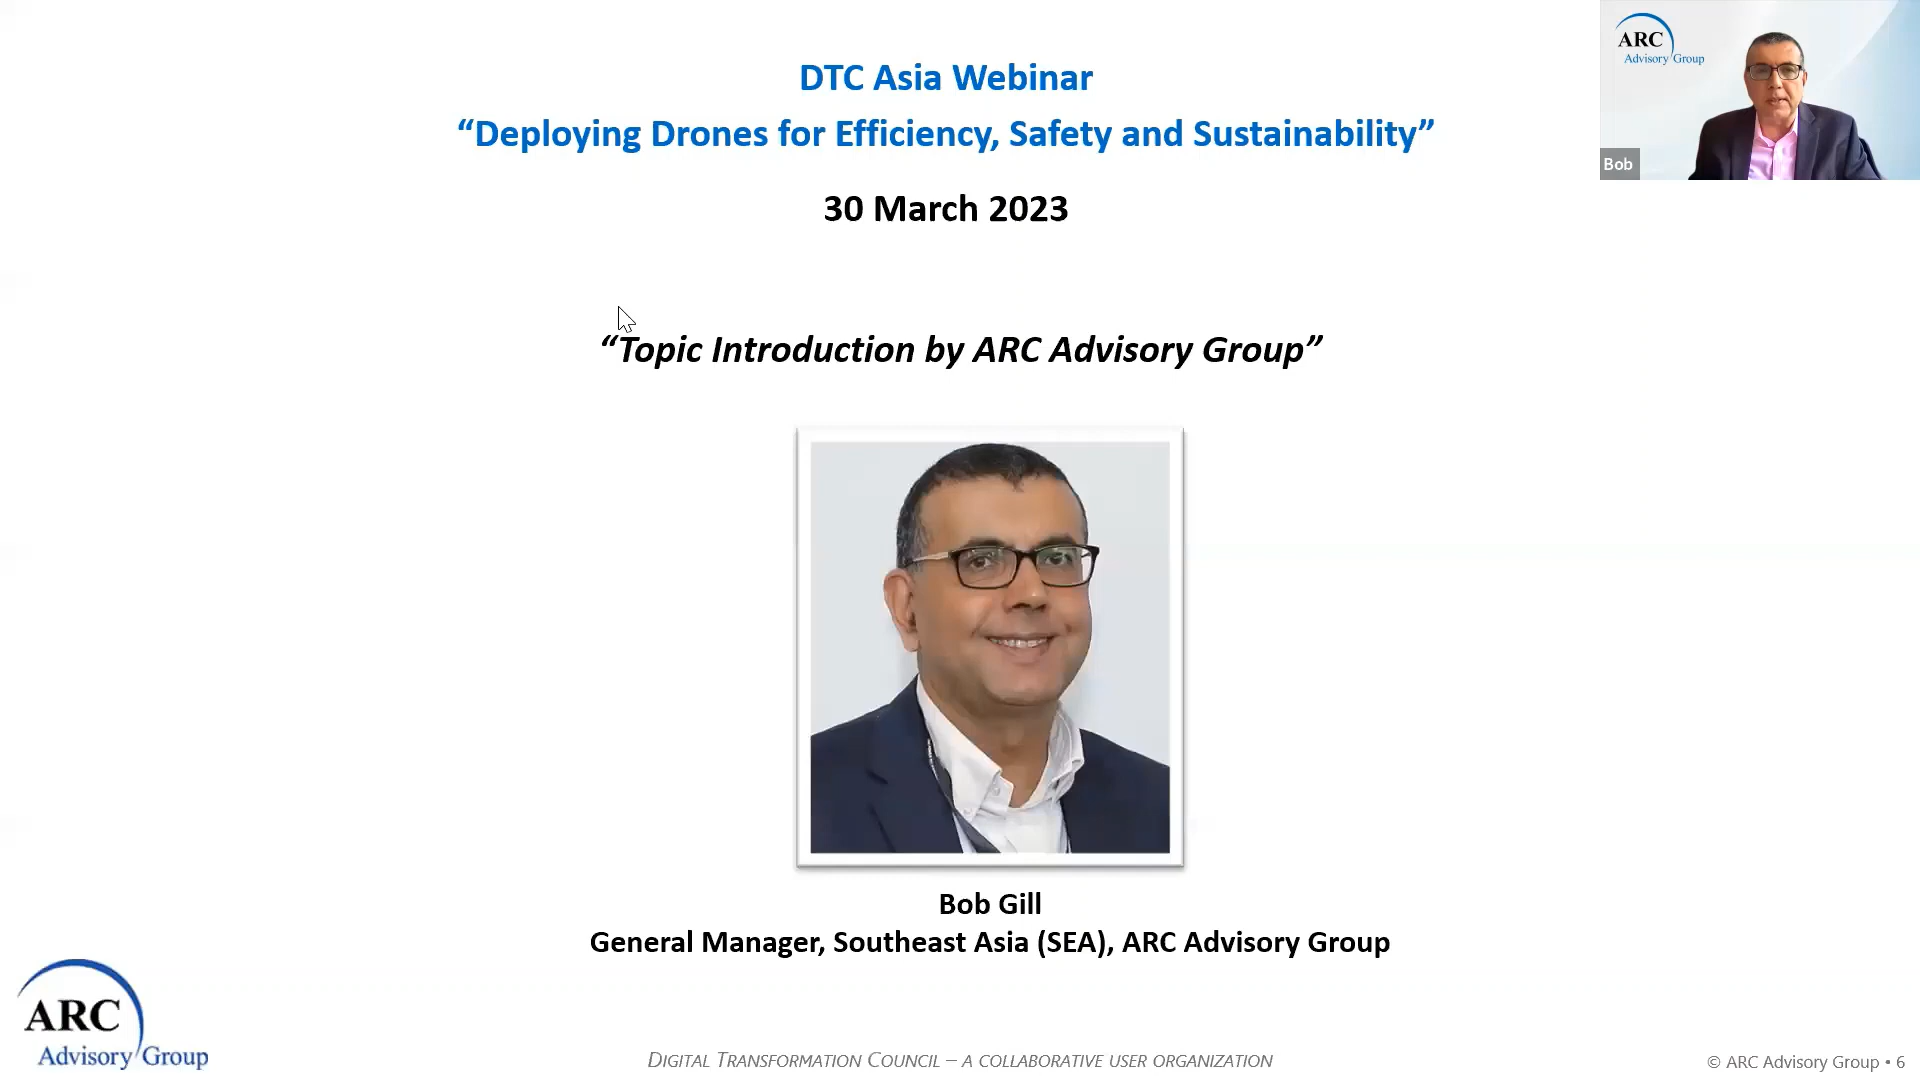 DTC Asia Webinar
“Deploying Drones for Efficiency, Safety and Sustainability”
30 March 2023
ARC
Advisory Group
Bob
“Topic Introduction by ARC Advisory Group”
Bob Gill
General Manager, Southeast Asia (SEA), ARC Advisory Group
ARC
Advisory Group
DIGITAL TRANSFORMATION COUNCIL – A COLLABORATIVE USER ORGANIZATION
© ARC Advisory Group • 6